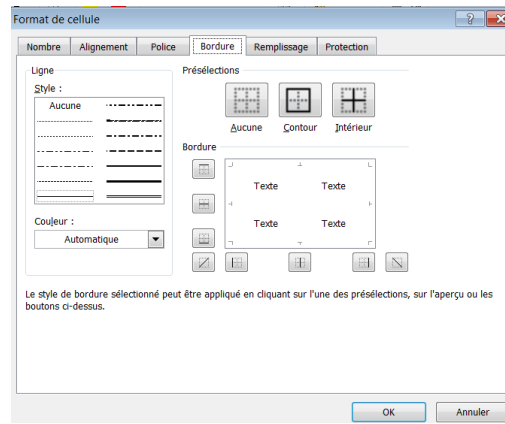 Format de cellule
Nombre Alignement Police Bordure Remplissage Protection
Ligne
Style :
Aucune
Couleur :
Automatique
Présélections
Aucune Contour Intérieur
Bordure
Texte Texte
Texte Texte
Le style de bordure sélectionné peut être appliqué en cliquant sur l'une des présélections, sur l'aperçu ou les
boutons ci-dessus.
OK Annuler